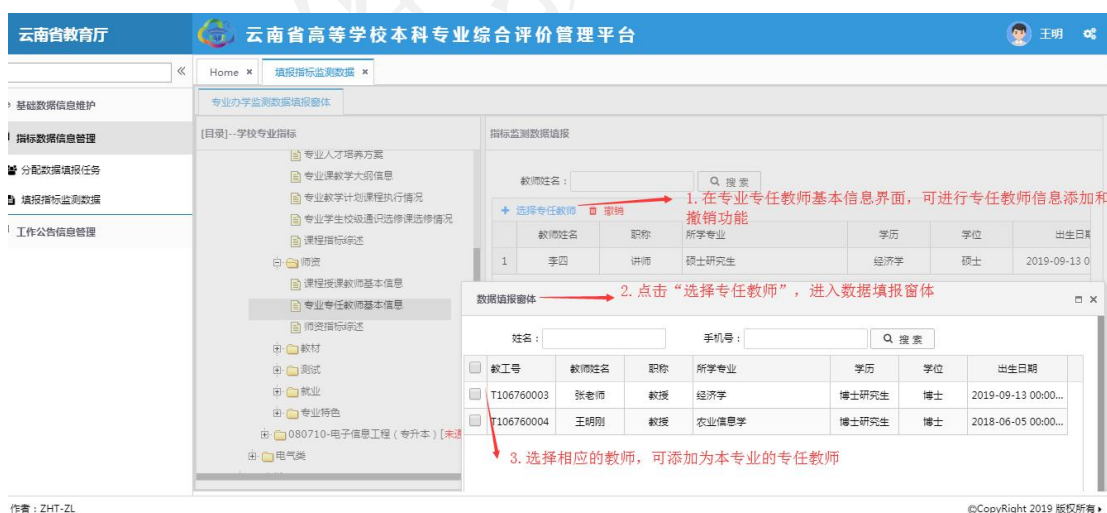 云南省教育厅
云南省高等学校本科专业综合评价管理平台
王明
Home ×
填报指标监测数据 ×
基础数据信息维护
指标数据信息管理
分配数据填报任务
填报指标监测数据
工作公告信息管理
专业办学监测数据填报窗体
[目录]--学校专业指标
专业人才培养方案
专业课教学大纲信息
专业教学计划课程执行情况
专业学生校级通识选修课选修情况
课程指标综述
师资
课程授课教师基本信息
专业专任教师基本信息
师资指标综述
教材
测试
就业
专业特色
080710-电子信息工程（专升本）[未
电气类
指标监测数据填报
教师姓名： 搜索
选择专任教师 撤销
1.在专业专任教师基本信息界面，可进行专任教师信息添加和
撤销功能
教师姓名 职称 所学专业 学历 学位 出生日期
1 李四 讲师 硕士研究生 经济学 硕士 2019-09-13 0
数据填报窗体
2.点击“选择专任教师”，进入数据填报窗体
姓名： 手机号： 搜索
教工号 教师姓名 职称 所学专业 学历 学位 出生日期
T106760003 张老师 教授 经济学 博士研究生 博士 2019-09-13 00:00...
T106760004 王明刚 教授 农业信息学 博士研究生 博士 2018-06-05 00:00...
3.选择相应的教师，可添加为本专业的专任教师
作者：ZHT-ZL
©CopyRight 2019 版权所有